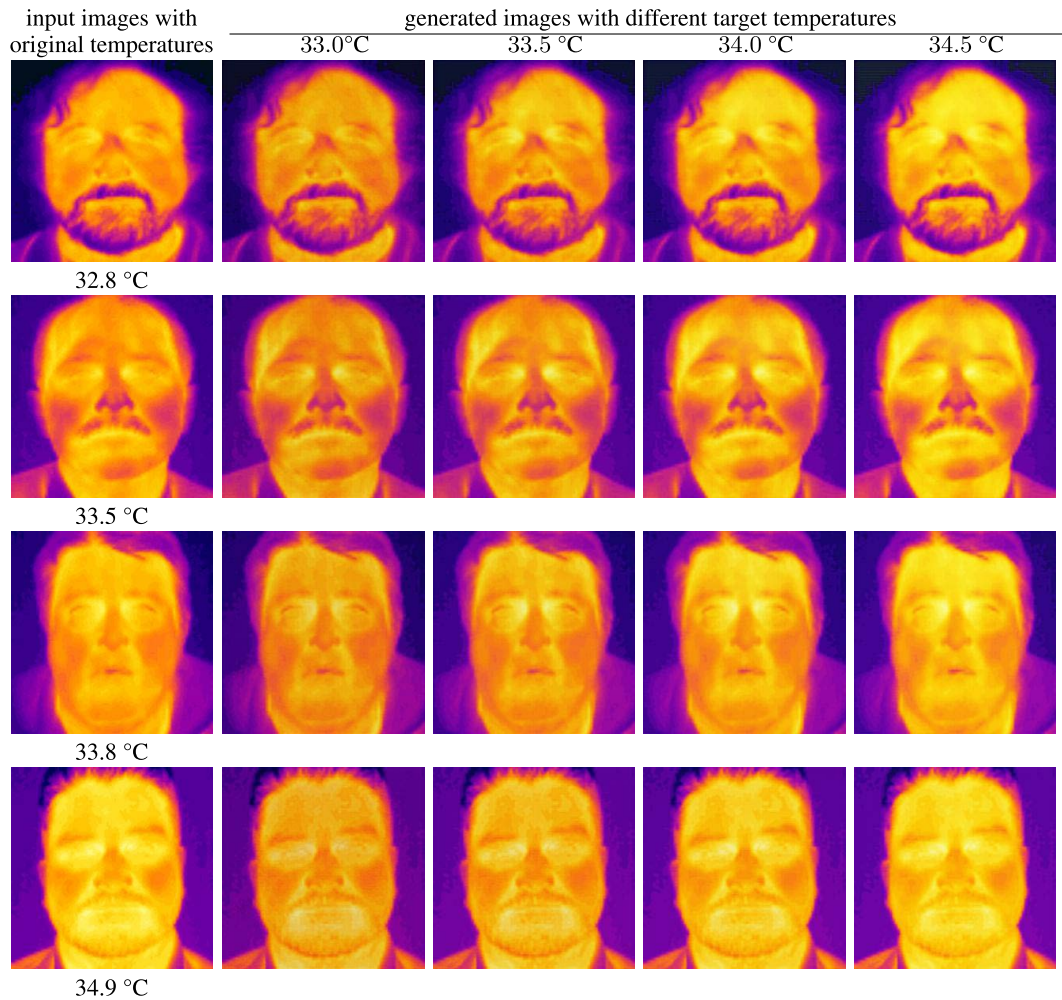 input images with
original temperatures
generated images with different target temperatures
33.0°C
33.5 °C
34.0 °C
34.5 °C
32.8 °C
33.5 °C
33.8 °C
34.9 °C